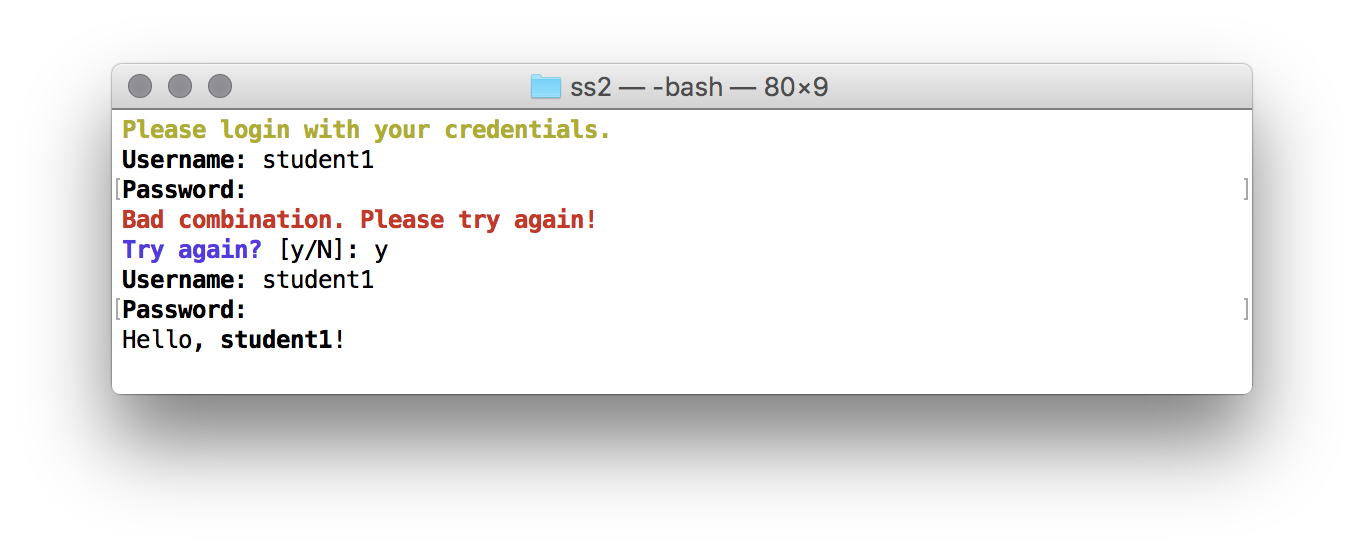 ss2 — -bash — 80×9
Please login with your credentials.
Username: student1
[Password: ]
Bad combination. Please try again!
Try again? [y/N]: y
Username: student1
[Password: ]
Hello, student1!